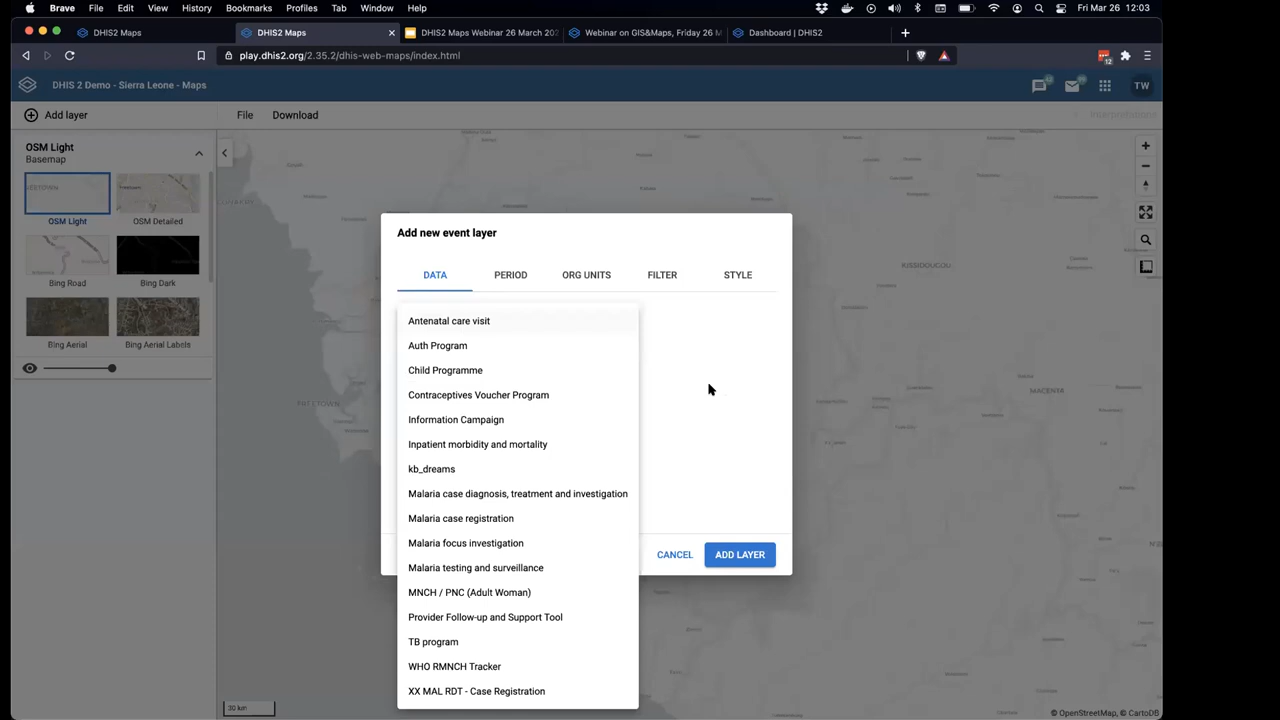 Brave File Edit View History Bookmarks Profiles Tab Window Help Fri Mar 26 12:03
DHIS2 Maps
DHIS2 Maps
DHIS2 Maps Webinar 26 March 202
Webinar on GIS&Maps, Friday 26 M
Dashboard | DHIS2
play.dhis2.org/2.35.2/dhis-web-maps/index.html
12
DHIS 2 Demo - Sierra Leone - Maps
TW
Add layer
File
Download
Interpretations
OSM Light
Basemap
OSM Light
OSM Detailed
Bing Road
Bing Dark
Bing Aerial
Bing Aerial Labels
Add new event layer
DATA
PERIOD
ORG UNITS
FILTER
STYLE
Antenatal care visit
Auth Program
Child Programme
Contraceptives Voucher Program
Information Campaign
Inpatient morbidity and mortality
kb_dreams
Malaria case diagnosis, treatment and investigation
Malaria case registration
Malaria focus investigation
Malaria testing and surveillance
MNCH / PNC (Adult Woman)
Provider Follow-up and Support Tool
TB program
WHO RMNCH Tracker
XX MAL RDT - Case Registration
CANCEL
ADD LAYER
KISSIDOUGOU
MACENTA
FREETOWN
30 km
© OpenStreetMap, © CartoDB